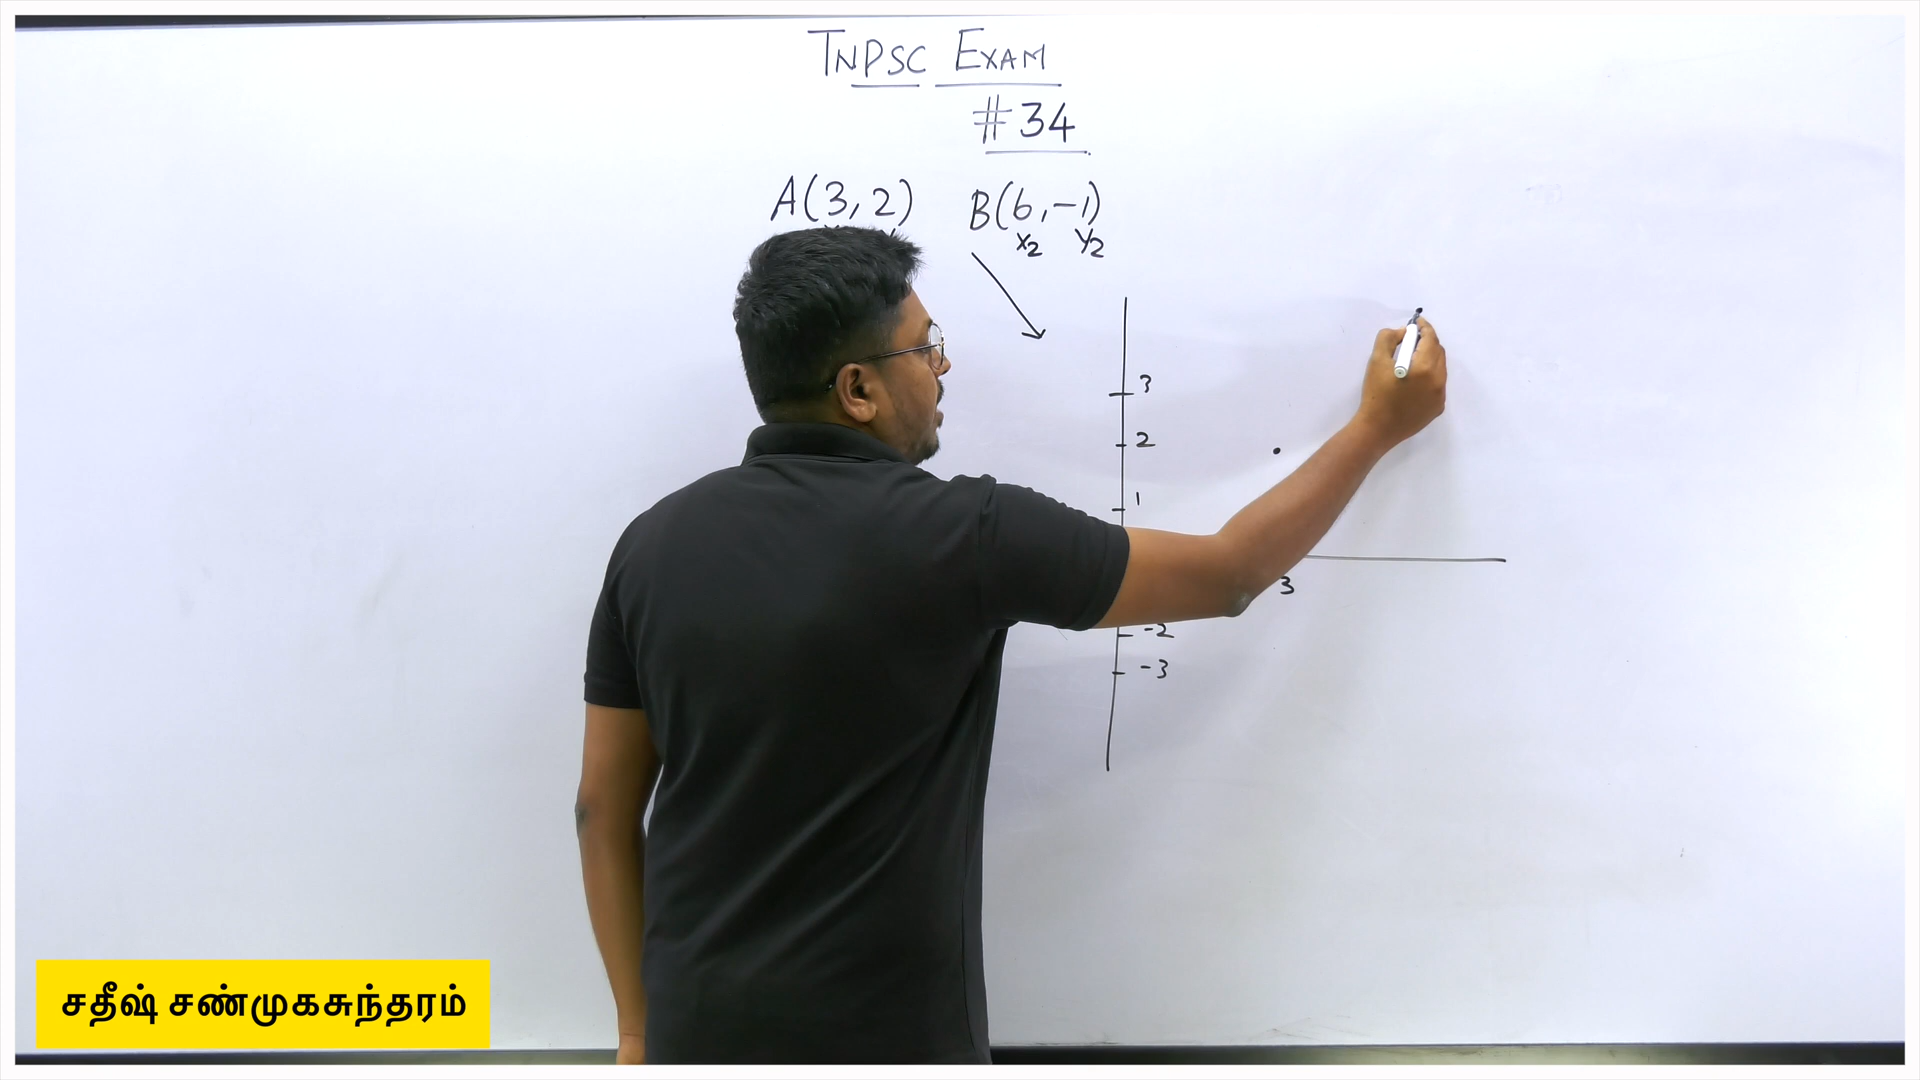 TNPSC EXAM
#34
A(3,2) B(6,-1)
x2 y2
3
2
1
3
-2
-3
சதீஷ் சண்முகசுந்தரம்